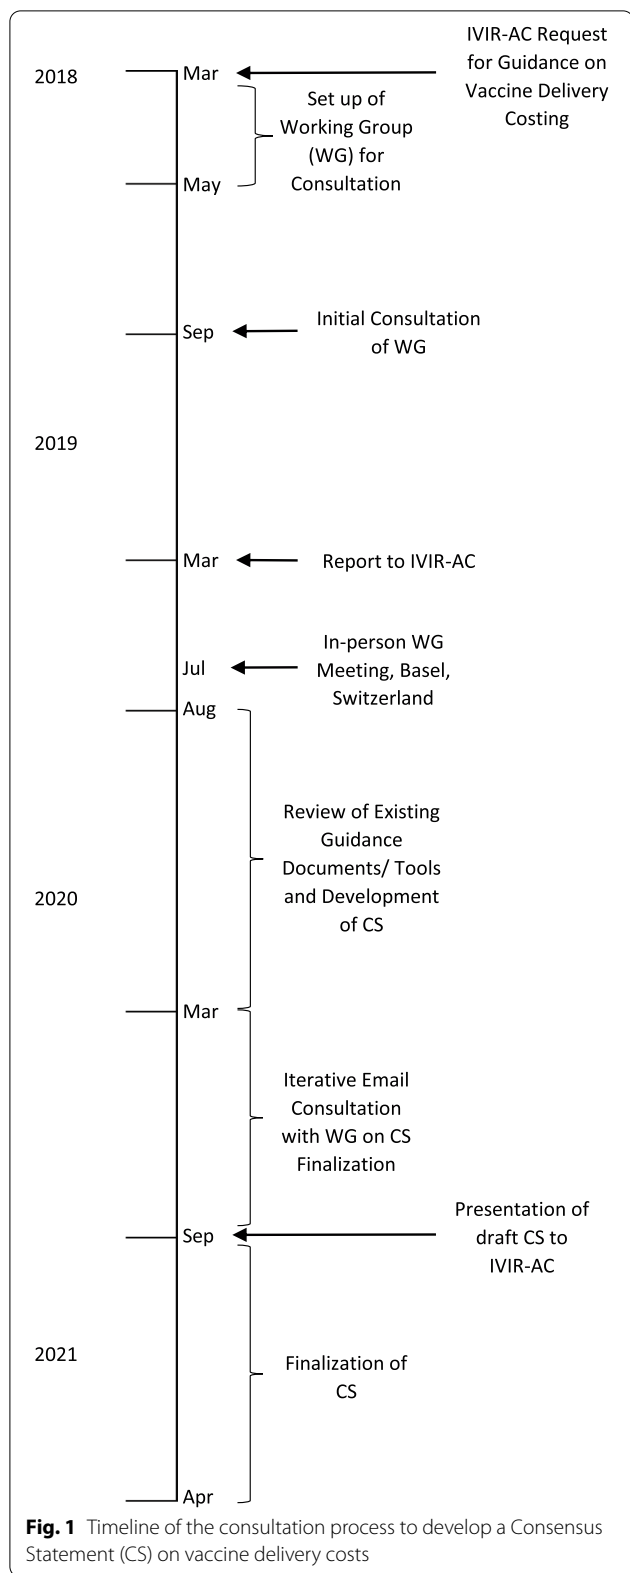 2018
Mar
IVIR-AC Request
for Guidance on
Vaccine Delivery
Costing
Set up of
Working Group
(WG) for
Consultation
May
Sep
Initial Consultation
of WG
2019
Mar
Report to IVIR-AC
Jul
In-person WG
Meeting, Basel,
Switzerland
Aug
Review of Existing
Guidance
Documents/ Tools
and Development
of CS
2020
Mar
Iterative Email
Consultation
with WG on CS
Finalization
Sep
Presentation of
draft CS to
IVIR-AC
2021
Finalization of
CS
Apr
Fig. 1 Timeline of the consultation process to develop a Consensus
Statement (CS) on vaccine delivery costs